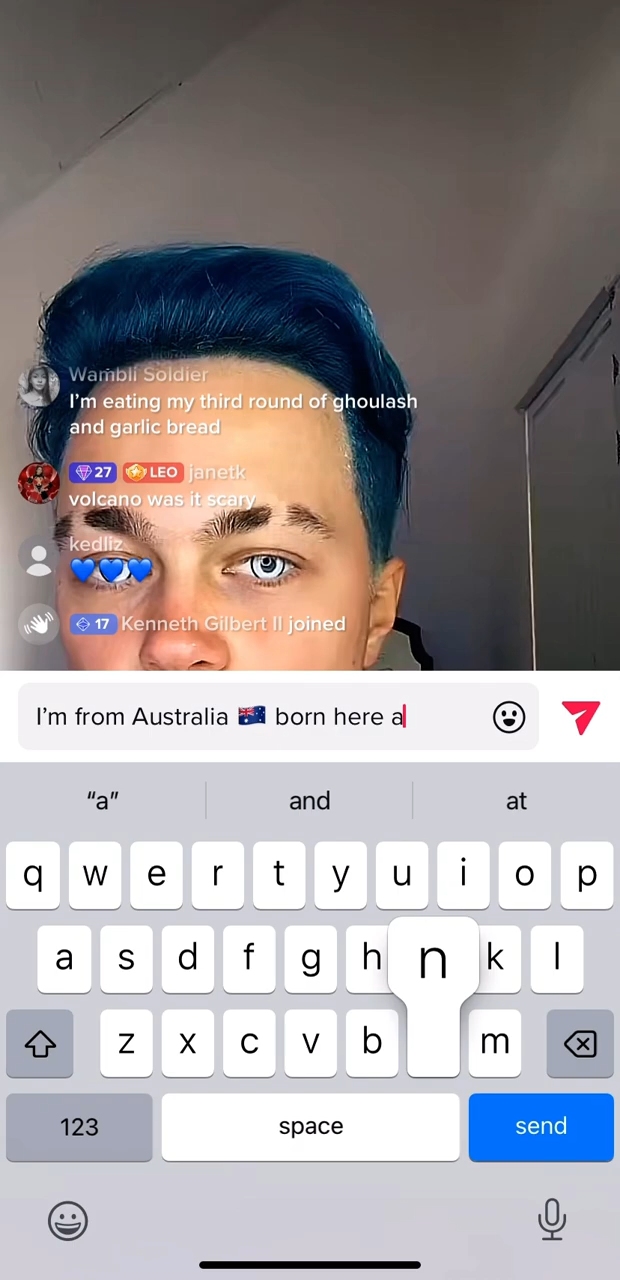 Wambli Soldier
I’m eating my third round of ghoulash
and garlic bread
27 LEO janetk
volcano was it scary
kedliz
💙💙💙
17 Kenneth Gilbert II joined
I’m from Australia 🇦🇺 born here a
“a” and at
q w e r t y u i o p
a s d f g h n k l
z x c v b m
123 space send